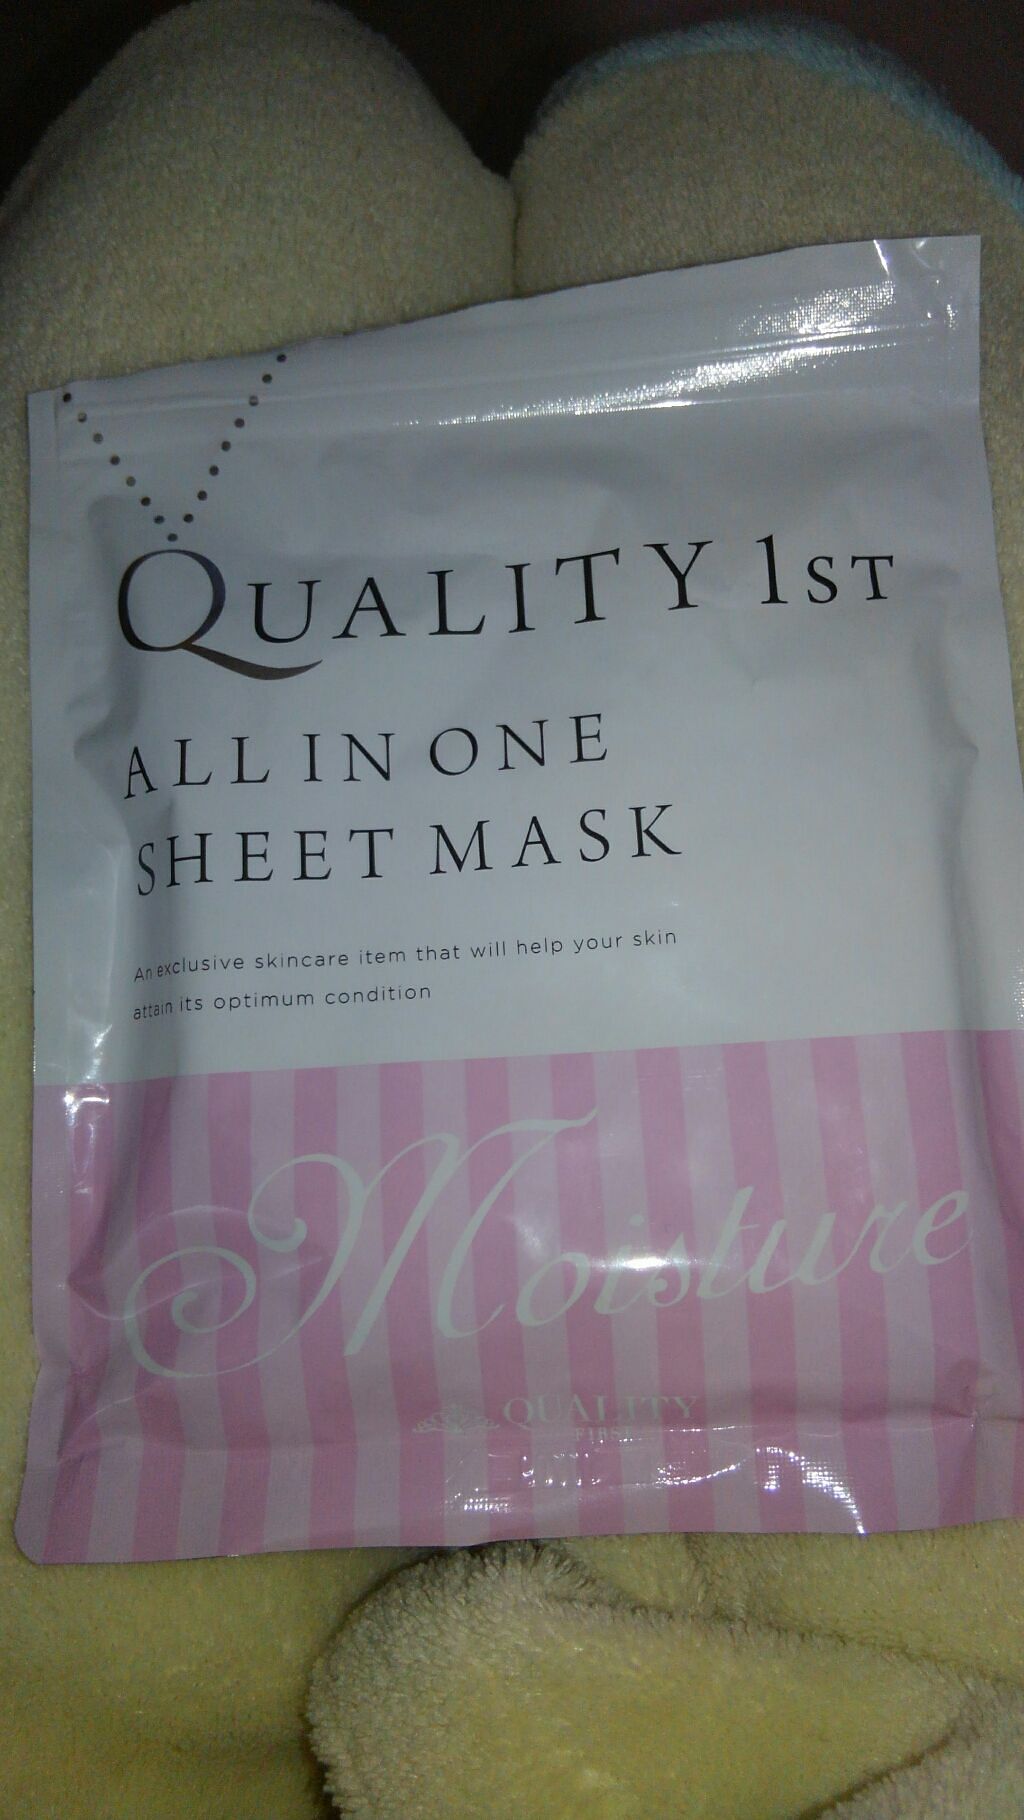 QUALITY 1ST
ALL IN ONE
SHEET MASK
An exclusive skincare item that will help your skin
attain its optimum condition
Moisture
QUALITY
FIRST